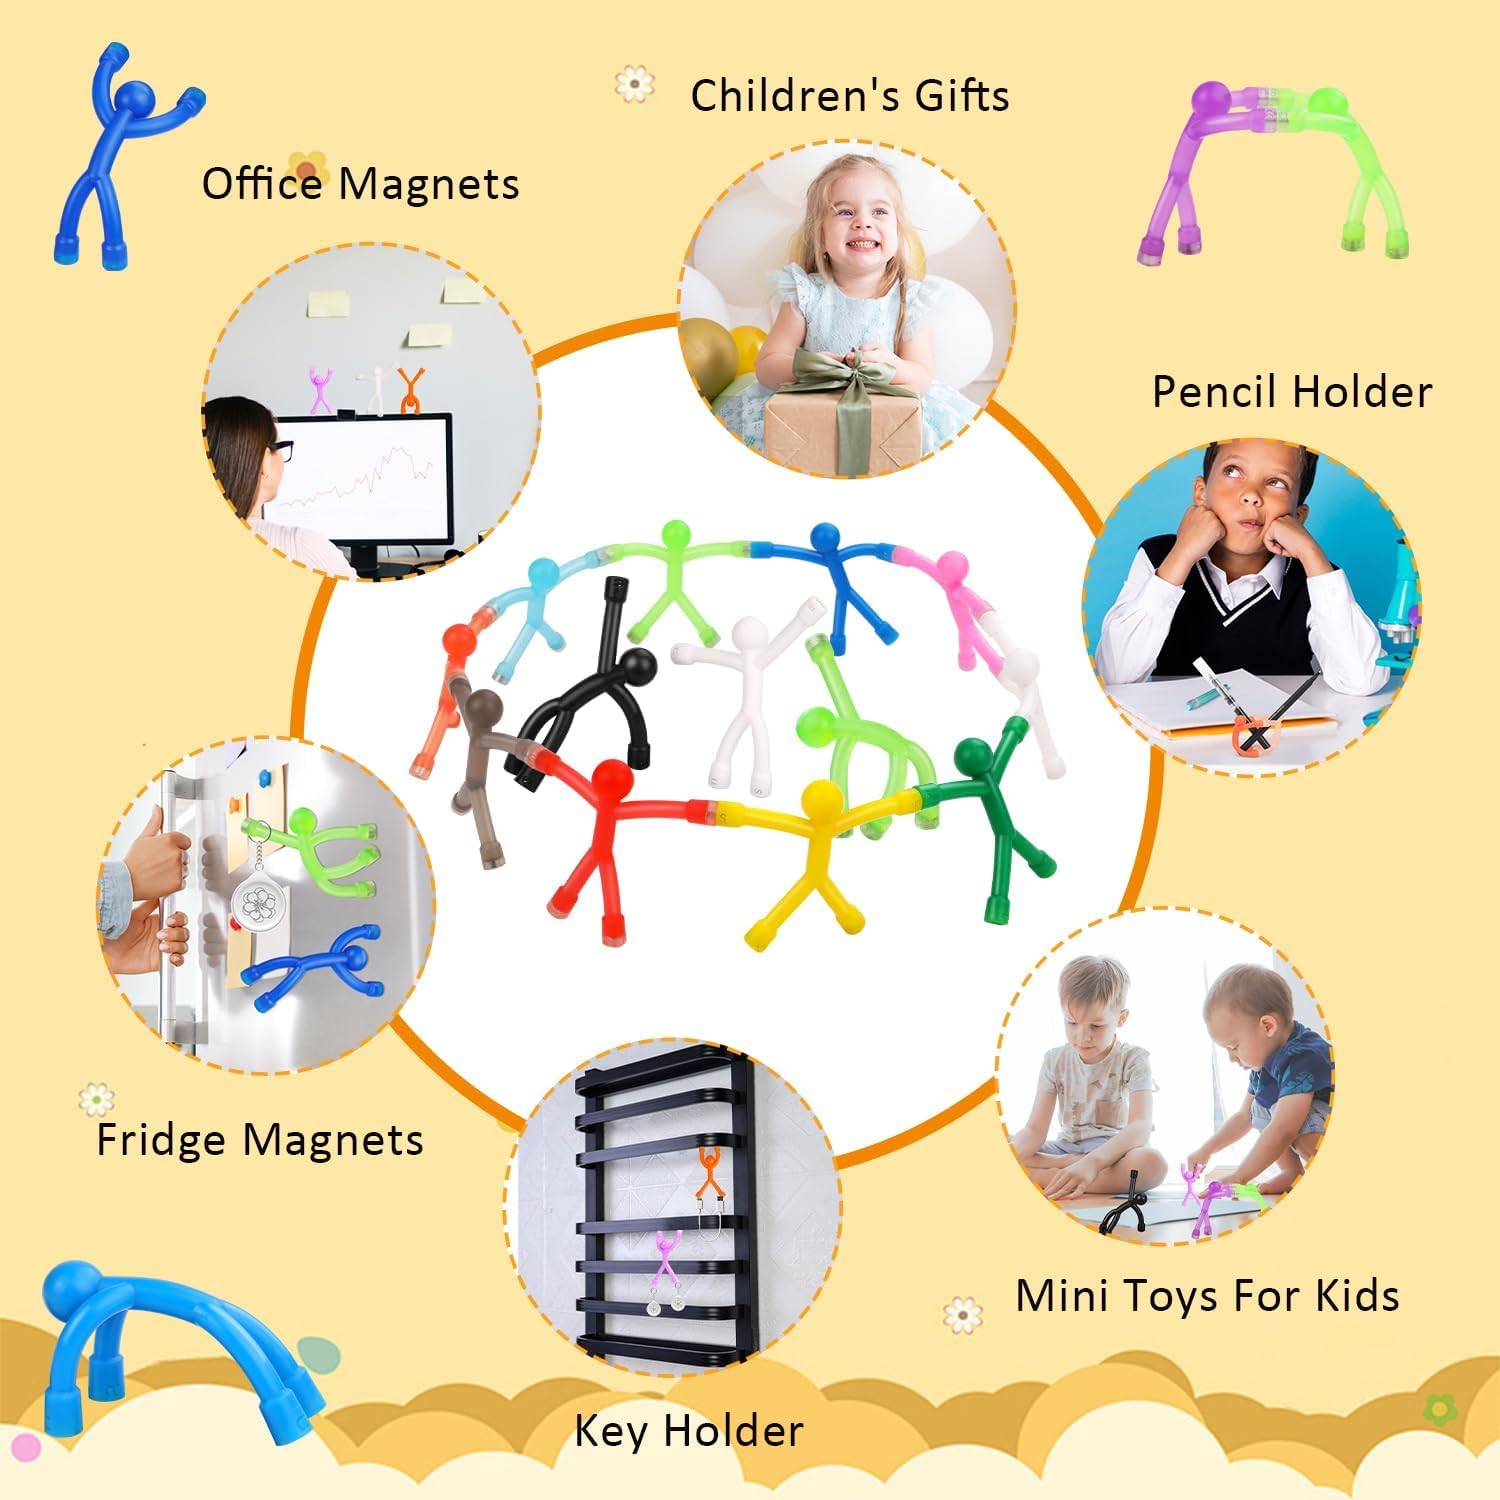 Children's Gifts
Office Magnets
Pencil Holder
Fridge Magnets
Mini Toys For Kids
Key Holder